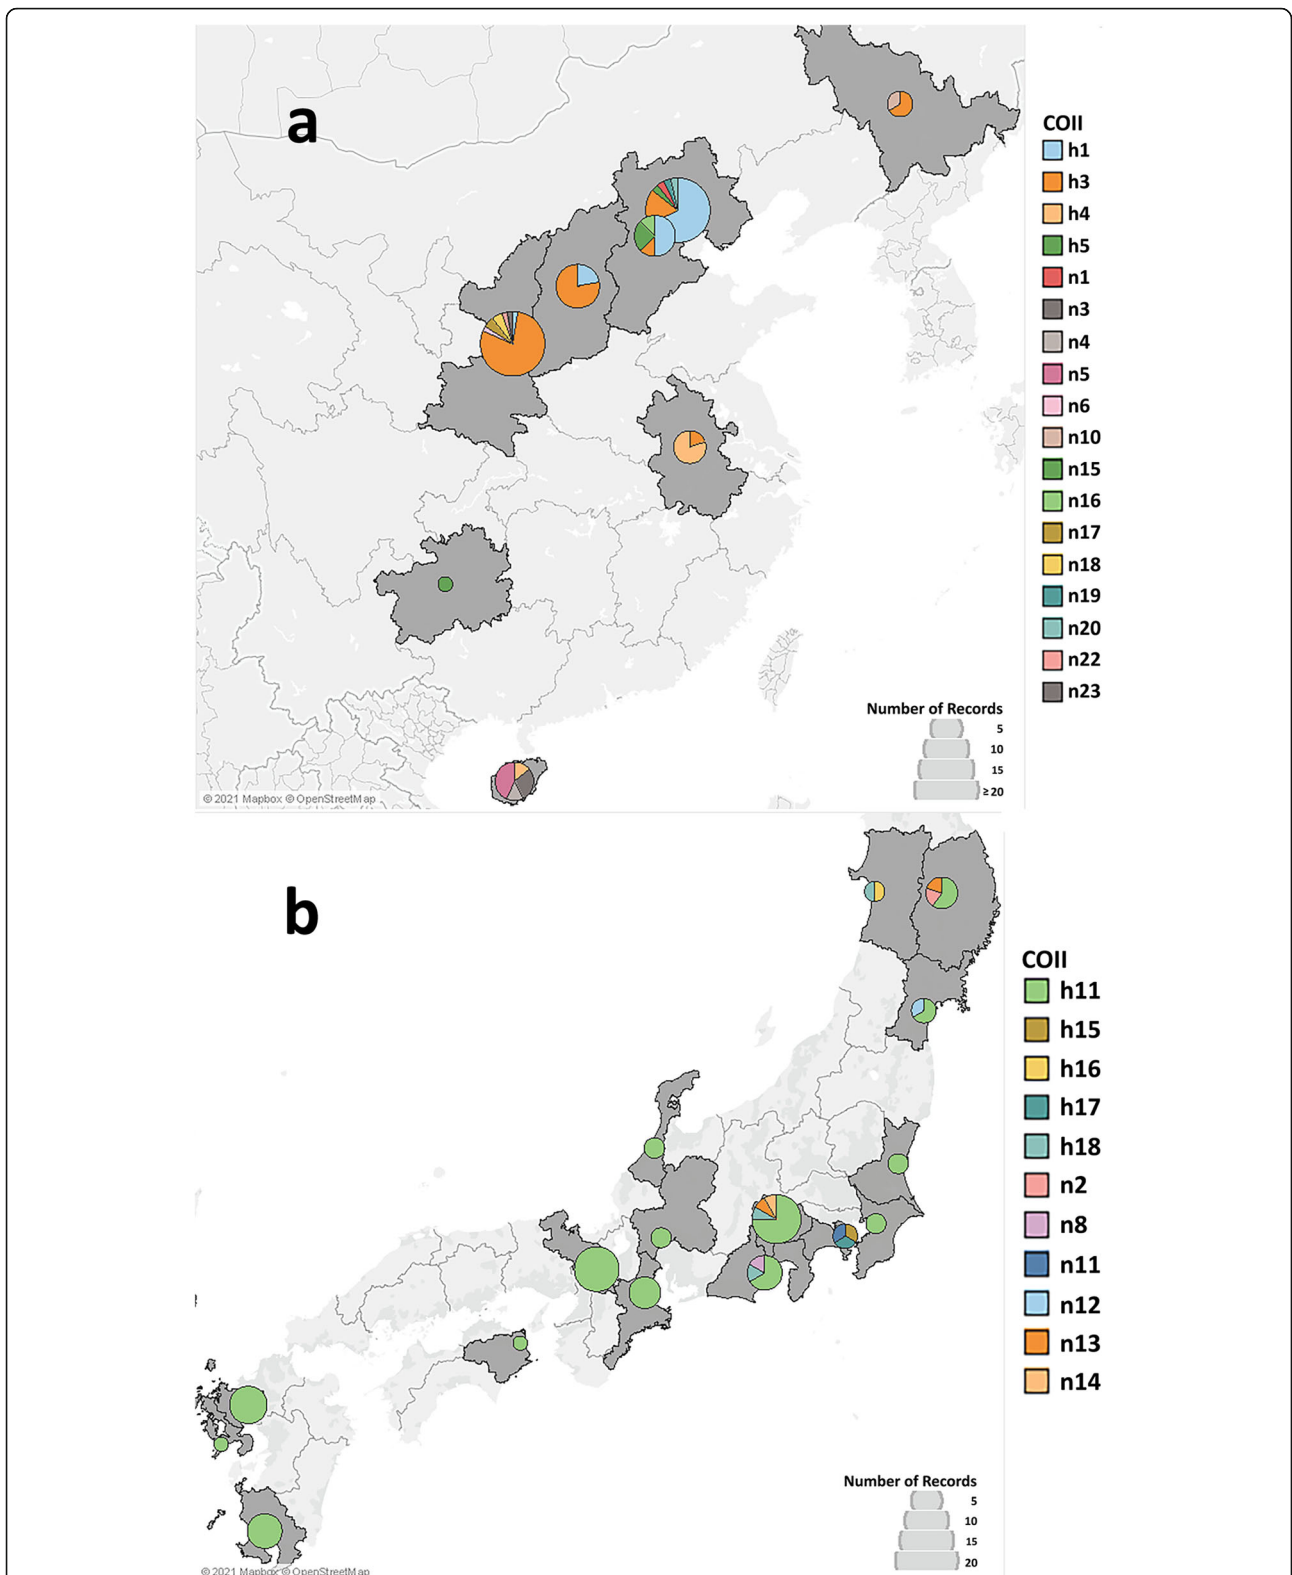 a
COII
h1
h3
h4
h5
n1
n3
n4
n5
n6
n10
n15
n16
n17
n18
n19
n20
n22
n23
Number of Records
5
10
15
≥20
© 2021 Mapbox © OpenStreetMap
b
COII
h11
h15
h16
h17
h18
n2
n8
n11
n12
n13
n14
Number of Records
5
10
15
20
© 2021 Mapbox © OpenStreetMap